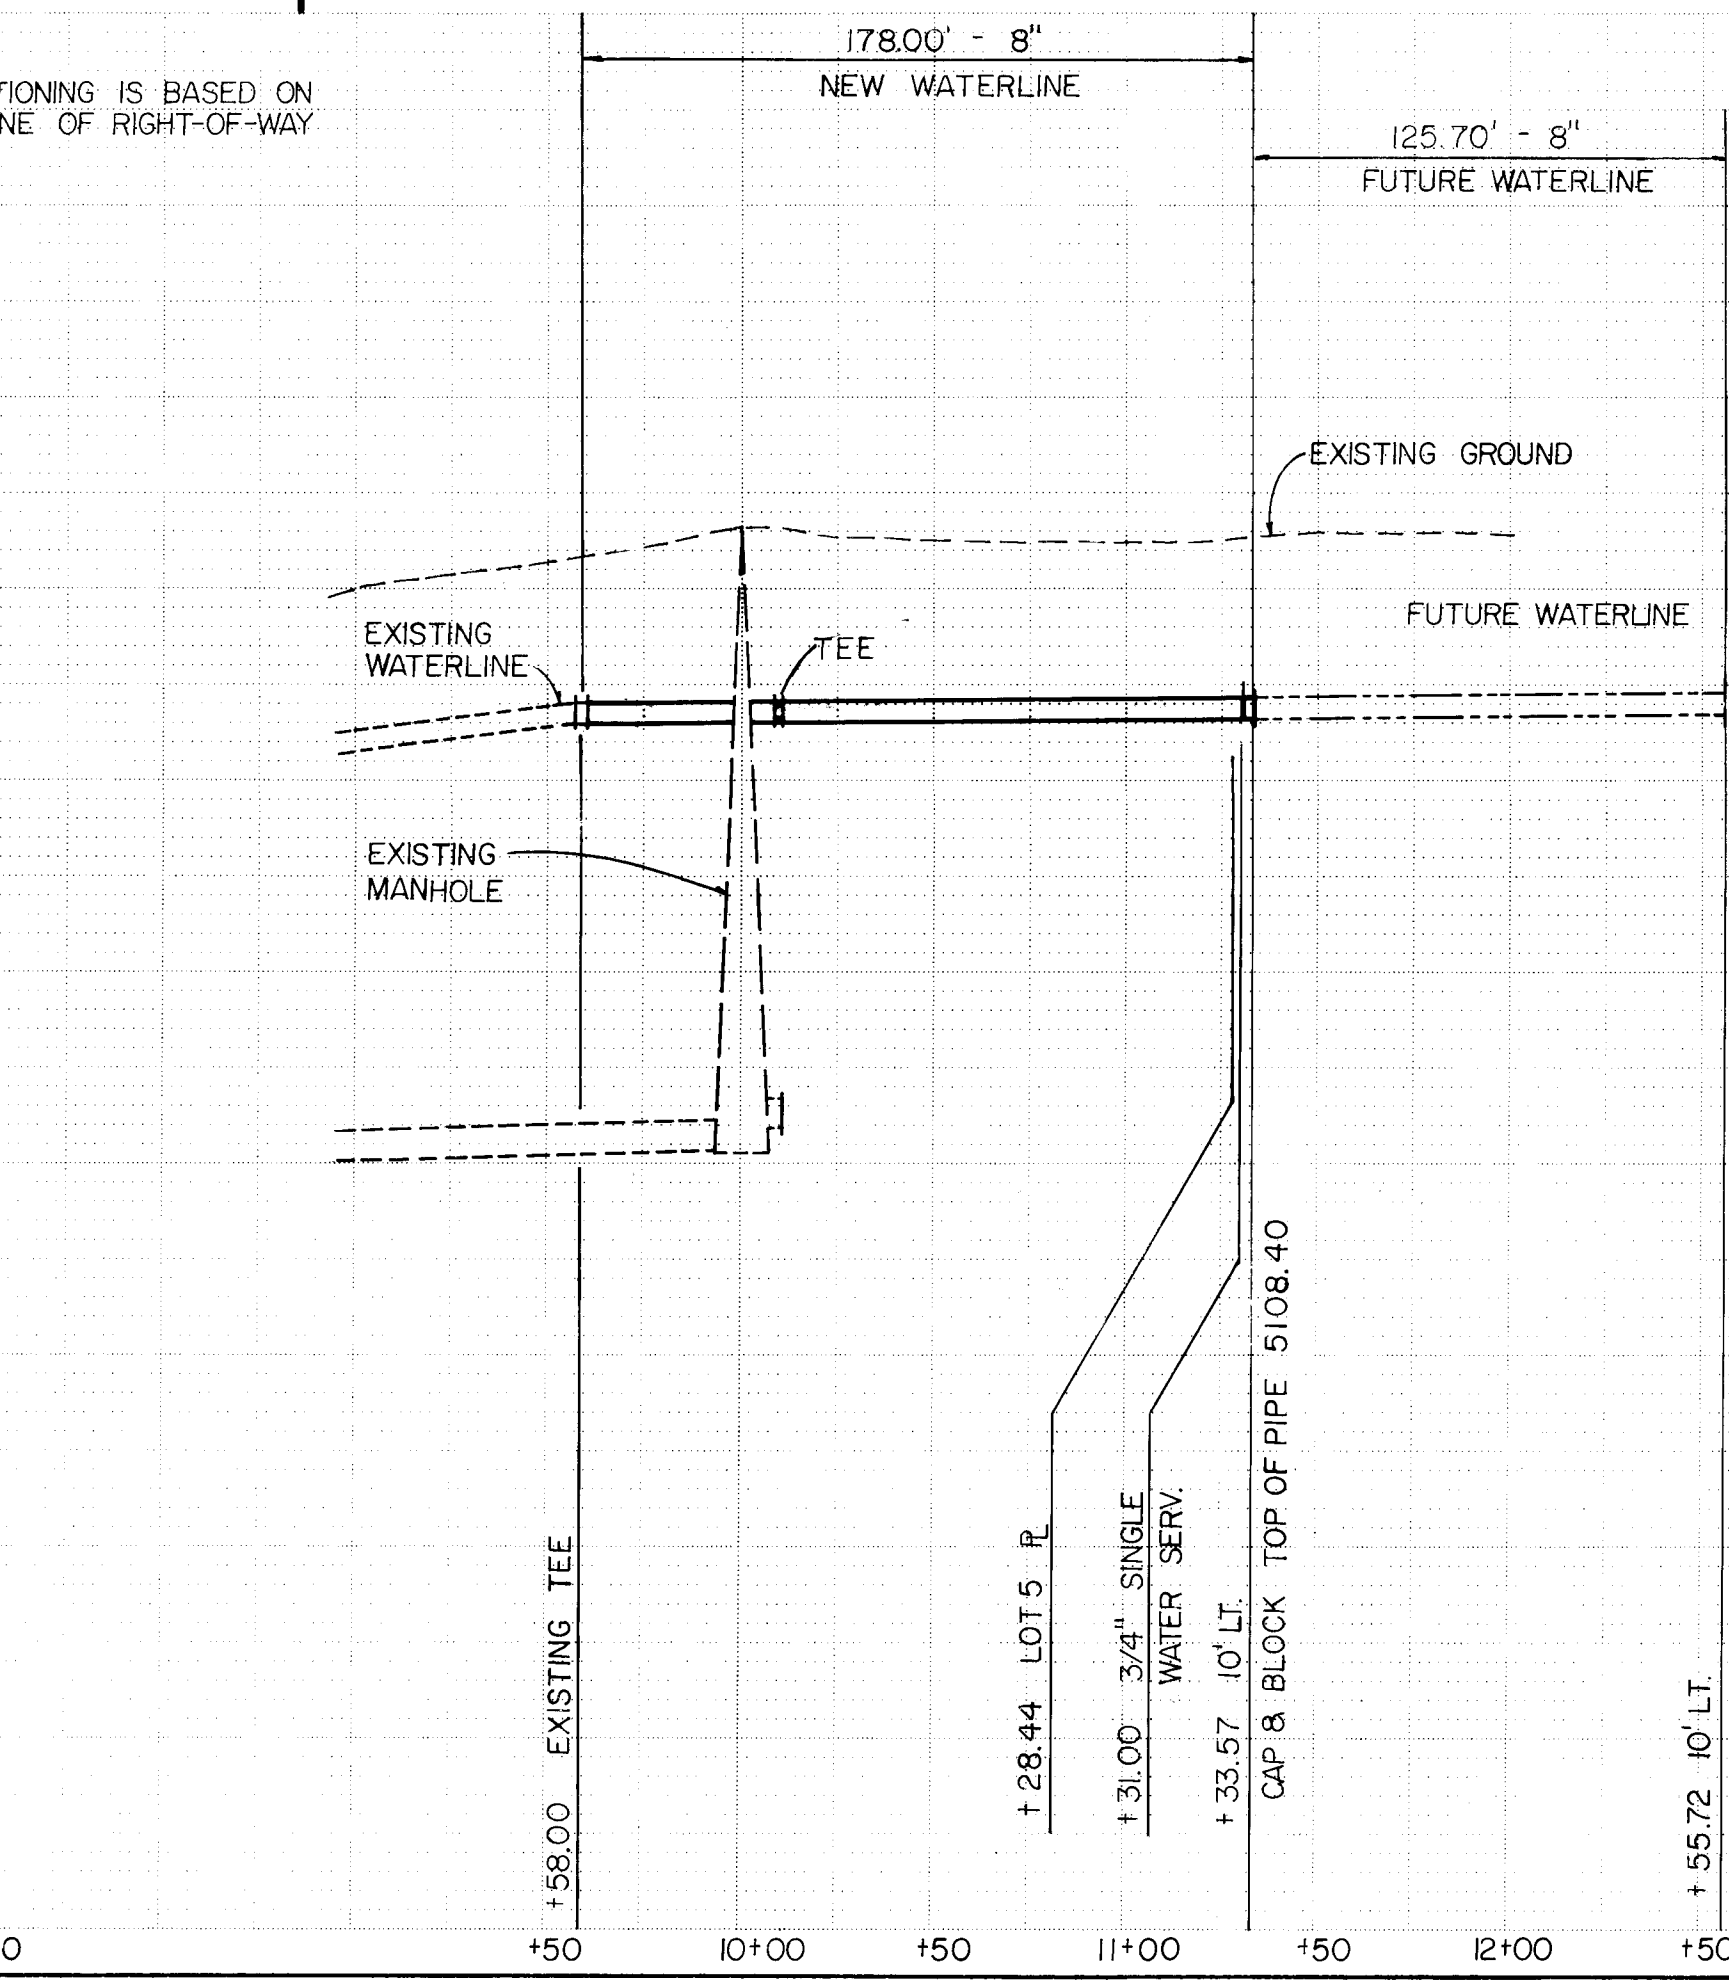 178.00' - 8"
NEW WATERLINE
TIONING IS BASED ON
NE OF RIGHT-OF-WAY
125.70' - 8"
FUTURE WATERLINE
EXISTING GROUND
FUTURE WATERLINE
EXISTING
WATERLINE
TEE
EXISTING
MANHOLE
+58.00 EXISTING TEE
+28.44 LOT 5 PL
+31.00 3/4" SINGLE
WATER SERV.
+33.57 10' LT.
CAP & BLOCK TOP OF PIPE 5108.40
+55.72 10' LT.
0 +50 10+00 +50 11+00 +50 12+00 +50